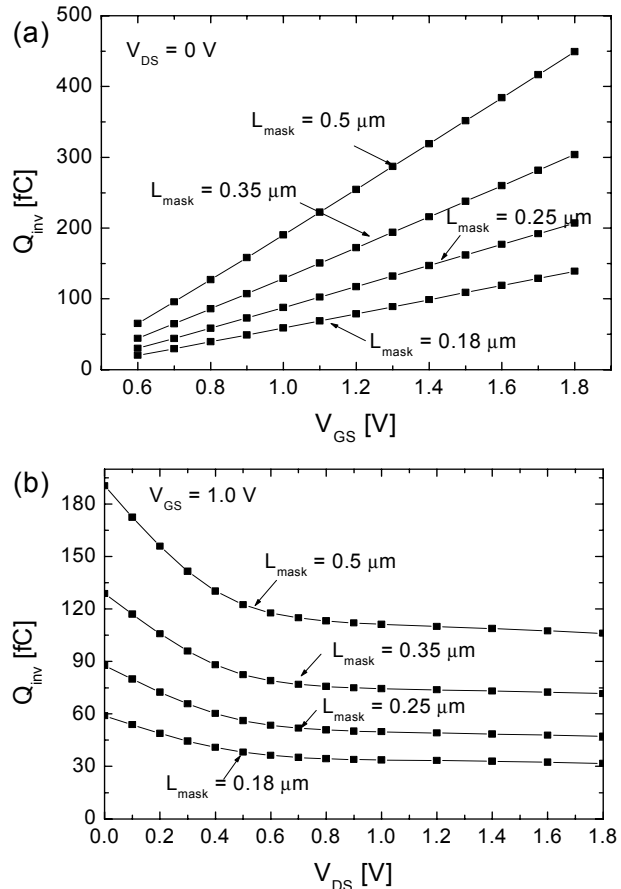 (a)
V_DS = 0 V
L_mask = 0.5 μm
L_mask = 0.35 μm
L_mask = 0.25 μm
L_mask = 0.18 μm
Q_inv [fC]
500
400
300
200
100
0
0.6 0.8 1.0 1.2 1.4 1.6 1.8
V_GS [V]
(b)
V_GS = 1.0 V
L_mask = 0.5 μm
L_mask = 0.35 μm
L_mask = 0.25 μm
L_mask = 0.18 μm
Q_inv [fC]
180
150
120
90
60
30
0
0.0 0.2 0.4 0.6 0.8 1.0 1.2 1.4 1.6 1.8
V_DS [V]